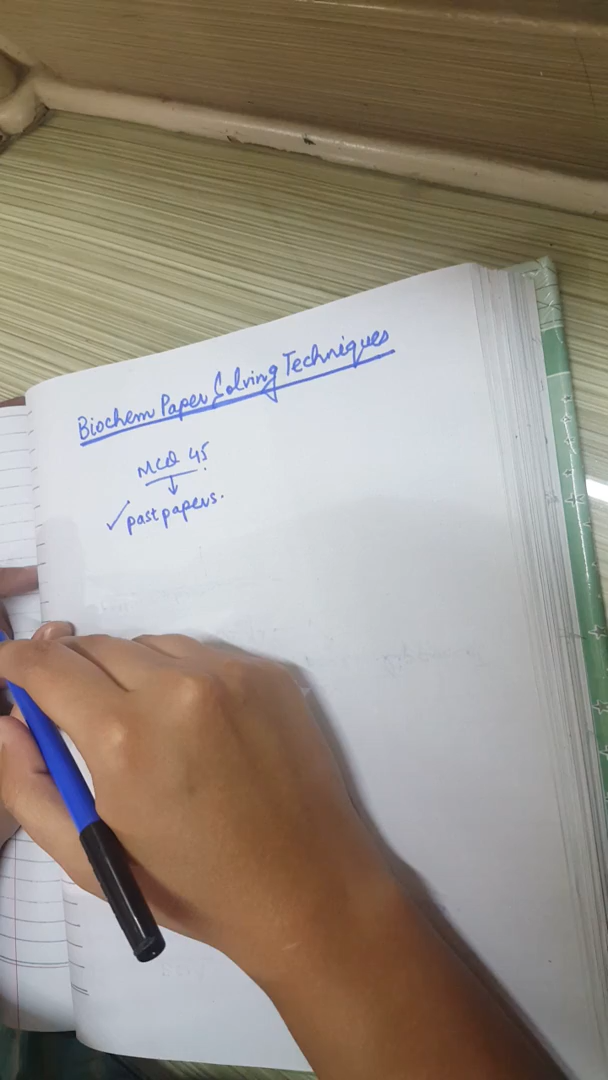 Biochem Paper Solving Techniques
MCQ 45
↓
✓ past papers.